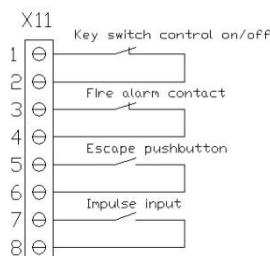 X11
Key switch control on/off
1
2
Fire alarm contact
3
4
Escape pushbutton
5
6
Impulse input
7
8